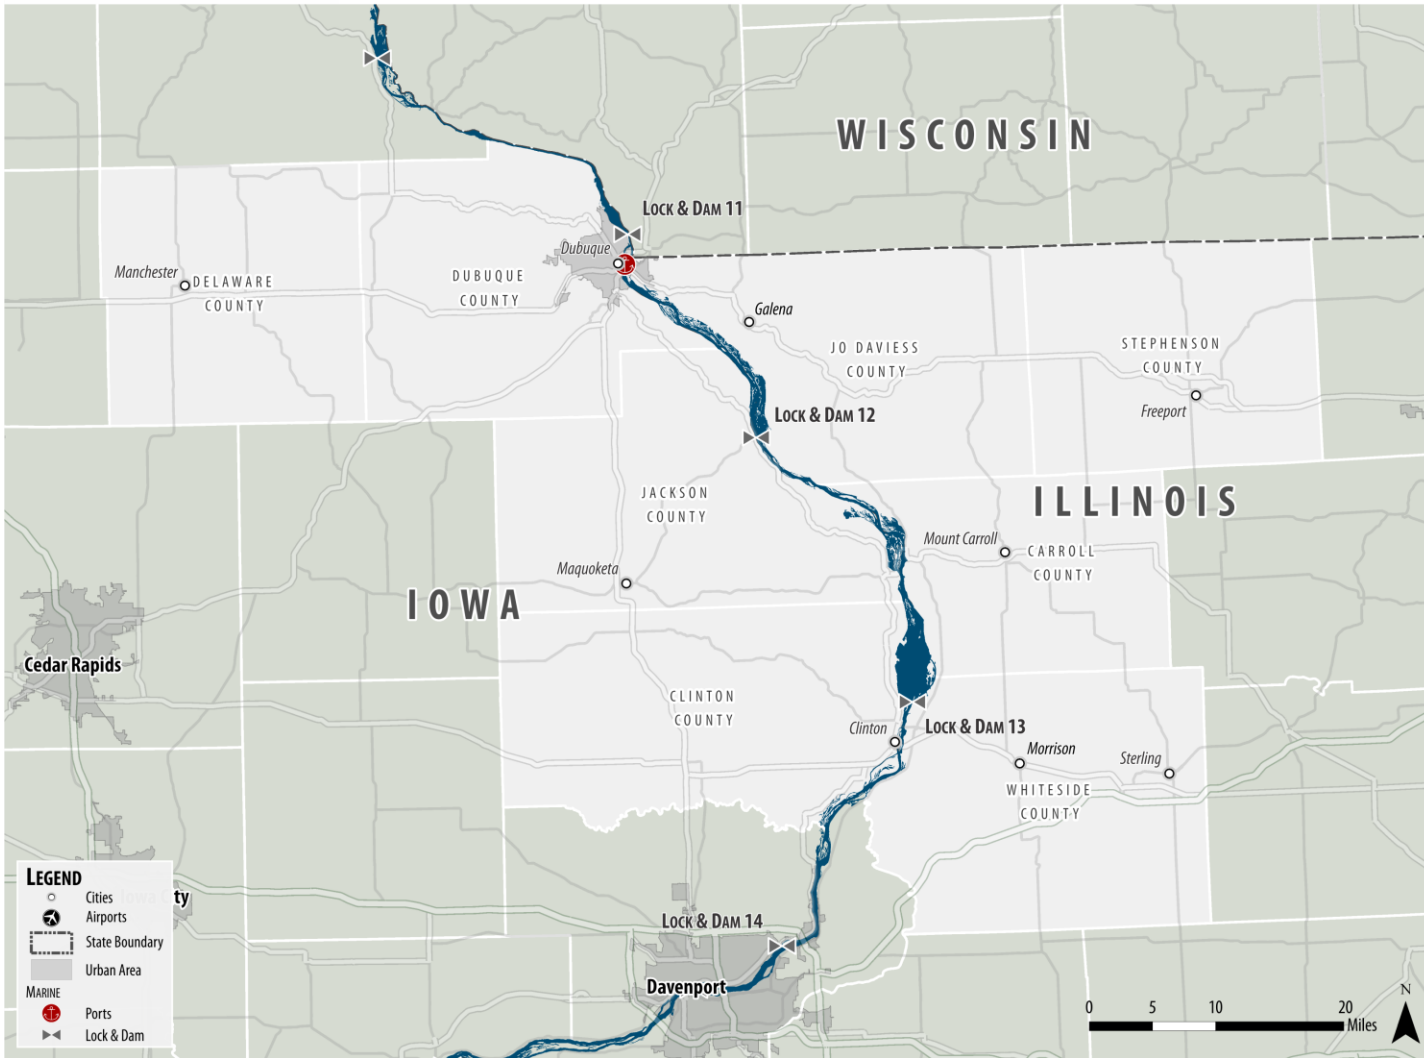 WISCONSIN
LOCK & DAM 11
Dubuque
Manchester
DELAWARE
COUNTY
DUBUQUE
COUNTY
Galena
JO DAVIESS
COUNTY
STEPHENSON
COUNTY
Freeport
LOCK & DAM 12
JACKSON
COUNTY
ILLINOIS
Mount Carroll
CARROLL
COUNTY
Maquoketa
IOWA
Cedar Rapids
CLINTON
COUNTY
Clinton
LOCK & DAM 13
Morrison
Sterling
WHITESIDE
COUNTY
LEGEND
Cities
Airports
State Boundary
Urban Area
MARINE
Ports
Lock & Dam
Iowa City
LOCK & DAM 14
Davenport
0 5 10 20
Miles
N